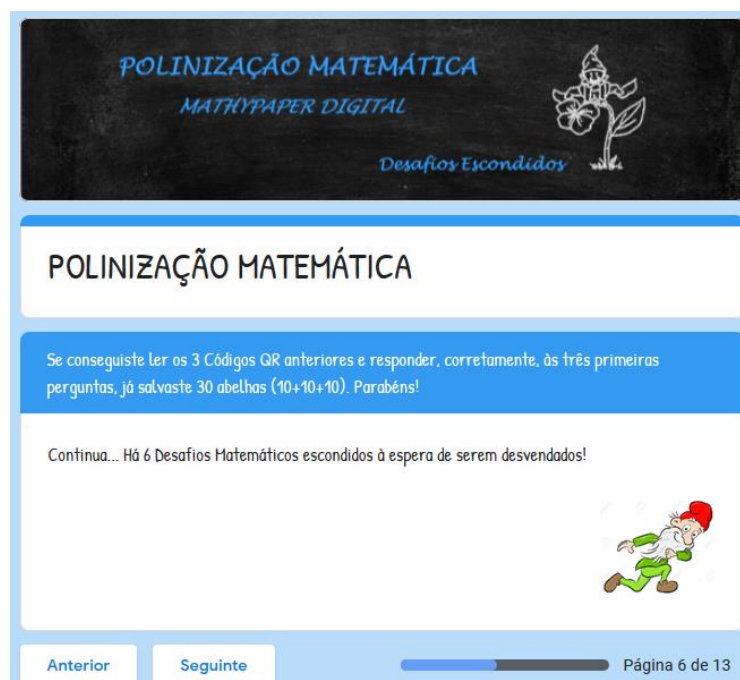 POLINIZAÇÃO MATEMÁTICA
MATHYPAPER DIGITAL
Desafios Escondidos
POLINIZAÇÃO MATEMÁTICA
Se conseguiste ler os 3 Códigos QR anteriores e responder, corretamente, às três primeiras
perguntas, já salvaste 30 abelhas (10+10+10). Parabéns!
Continua... Há 6 Desafios Matemáticos escondidos à espera de serem desvendados!
Anterior
Seguinte
Página 6 de 13